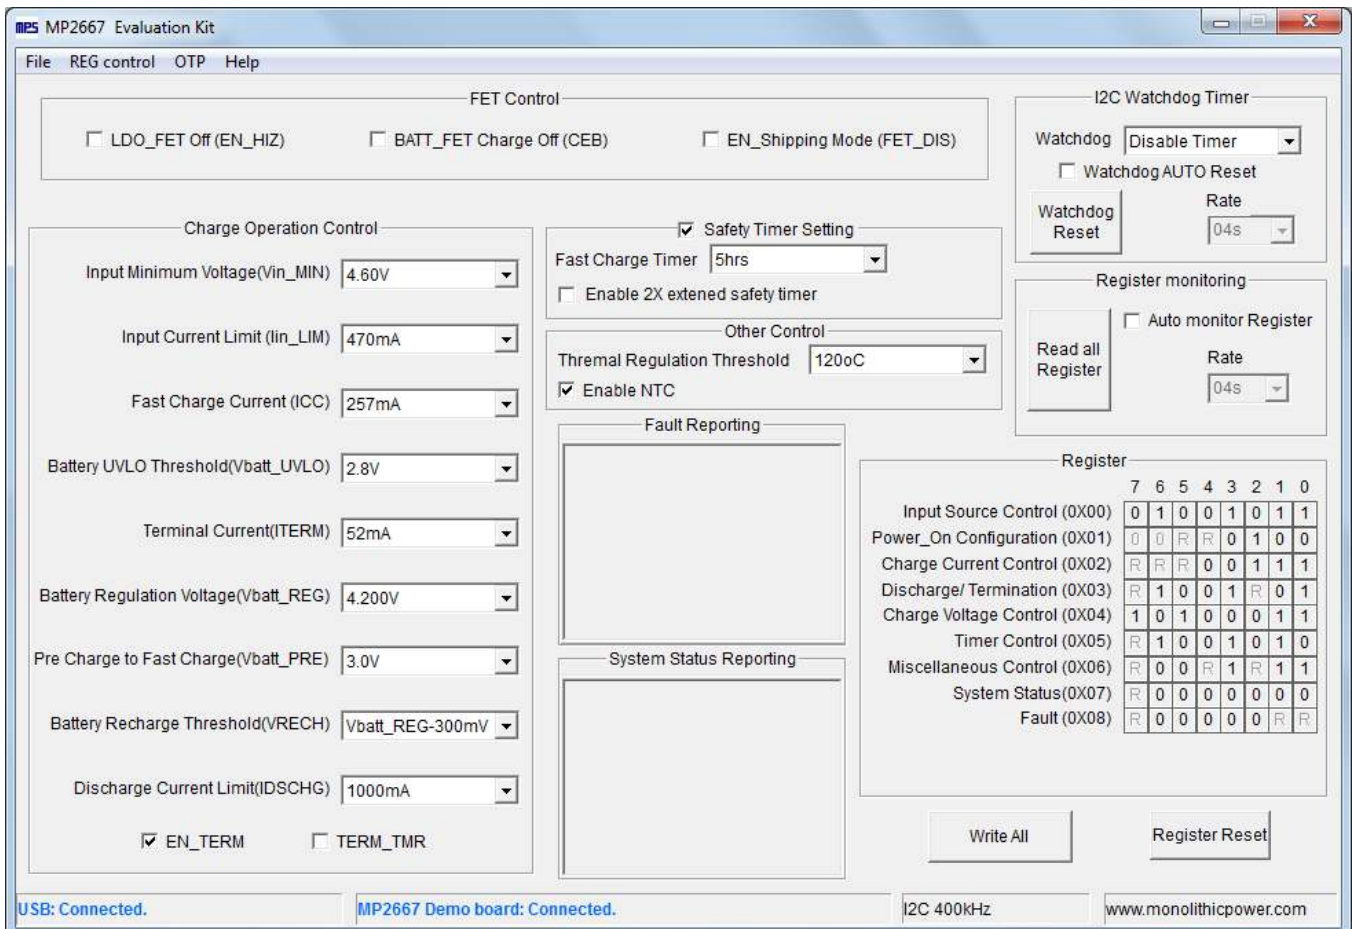 mps MP2667 Evaluation Kit
File REG control OTP Help
FET Control
LDO_FET Off (EN_HIZ) BATT_FET Charge Off (CEB) EN_Shipping Mode (FET_DIS)
I2C Watchdog Timer
Watchdog Disable Timer
Watchdog AUTO Reset
Watchdog Reset
Rate
04s
Charge Operation Control
Input Minimum Voltage(Vin_MIN) 4.60V
Input Current Limit (Iin_LIM) 470mA
Fast Charge Current (ICC) 257mA
Battery UVLO Threshold(Vbatt_UVLO) 2.8V
Terminal Current(ITERM) 52mA
Battery Regulation Voltage(Vbatt_REG) 4.200V
Pre Charge to Fast Charge(Vbatt_PRE) 3.0V
Battery Recharge Threshold(VRECH) Vbatt_REG-300mV
Discharge Current Limit(IDSCHG) 1000mA
EN_TERM TERM_TMR
Safety Timer Setting
Fast Charge Timer 5hrs
Enable 2X extened safety timer
Other Control
Thremal Regulation Threshold 120oC
Enable NTC
Fault Reporting
System Status Reporting
Register monitoring
Read all Register
Auto monitor Register
Rate
04s
Register
7 6 5 4 3 2 1 0
Input Source Control (0X00) 0 1 0 0 1 0 1 1
Power_On Configuration (0X01) 0 0 R R 0 1 0 0
Charge Current Control (0X02) R R R 0 0 1 1 1
Discharge/ Termination (0X03) R 1 0 0 1 R 0 1
Charge Voltage Control (0X04) 1 0 1 0 0 0 1 1
Timer Control (0X05) R 1 0 0 1 0 1 0
Miscellaneous Control (0X06) R 0 0 R 1 R 1 1
System Status(0X07) R 0 0 0 0 0 0 0
Fault (0X08) R 0 0 0 0 0 R R
Write All Register Reset
USB: Connected. MP2667 Demo board: Connected. I2C 400kHz www.monolithicpower.com